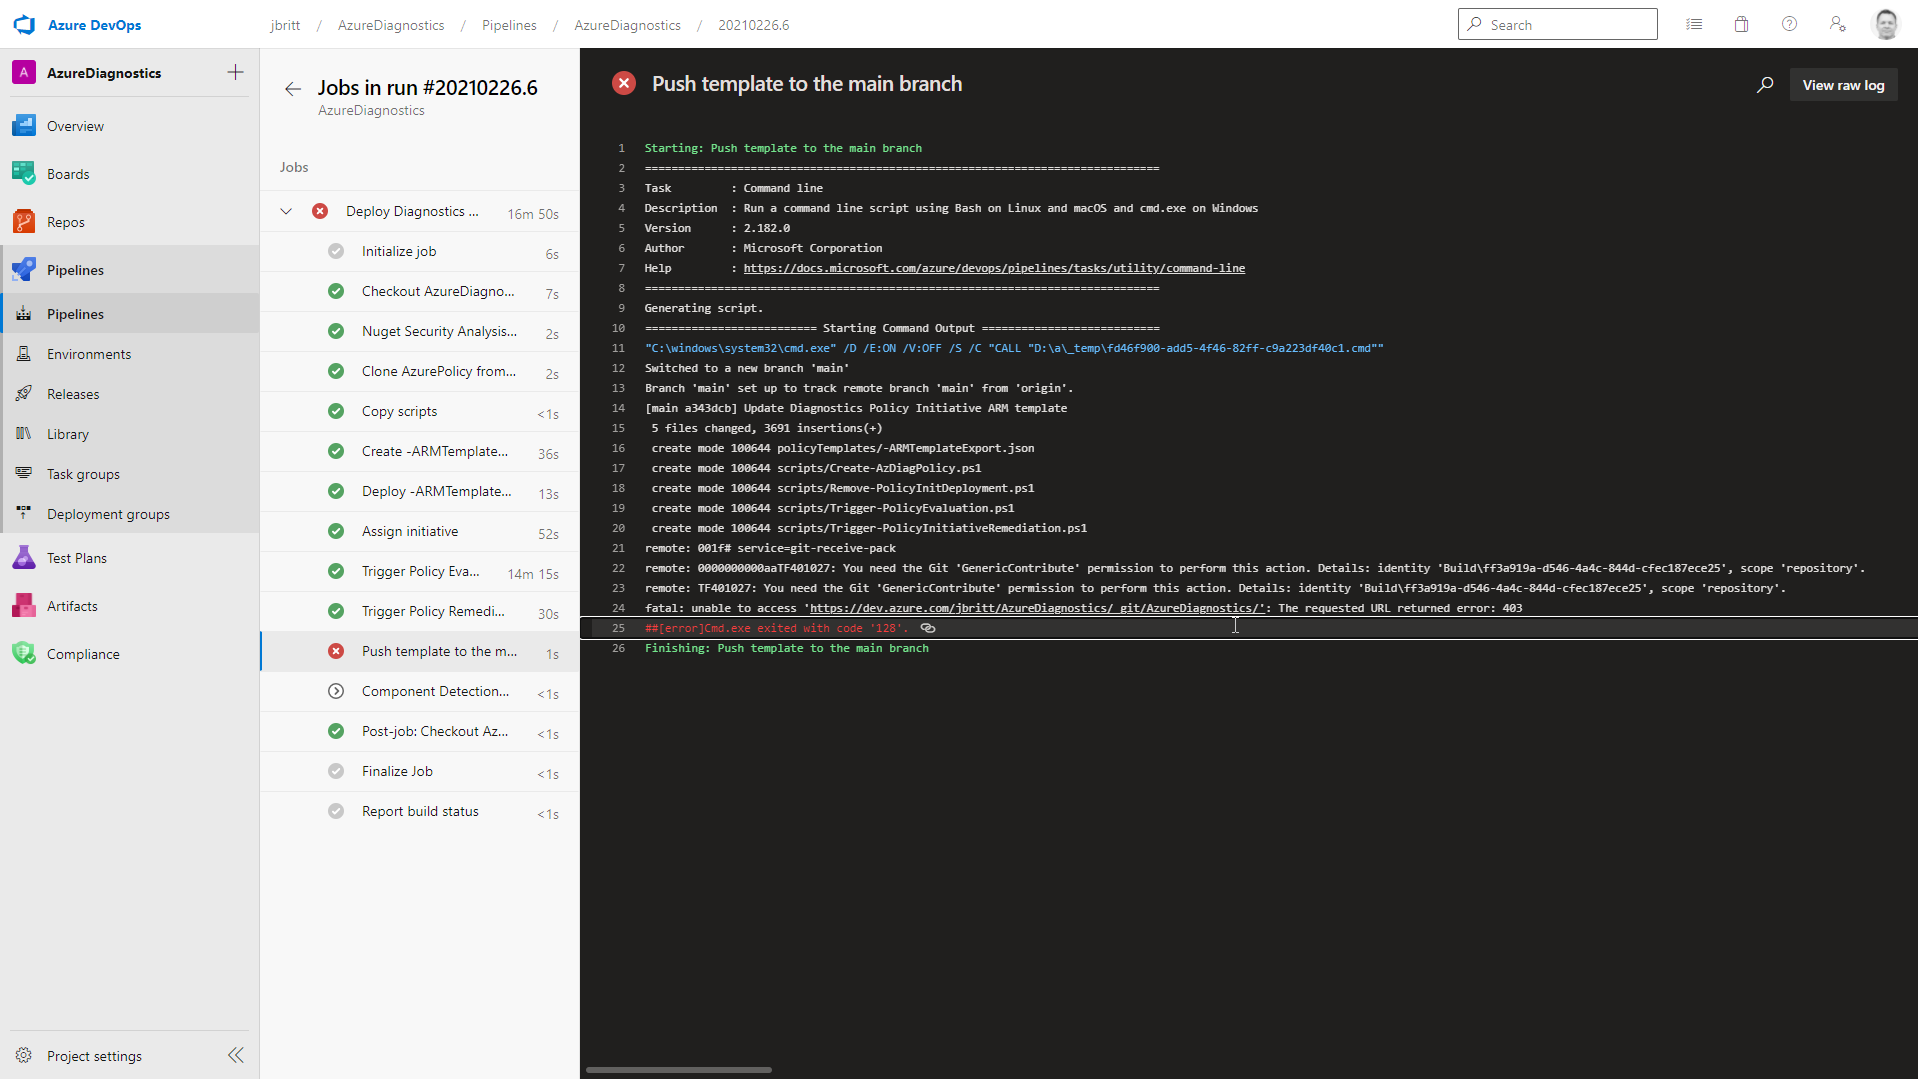 Azure DevOps
jbritt / AzureDiagnostics / Pipelines / AzureDiagnostics / 20210226.6
Search
A AzureDiagnostics
Overview
Boards
Repos
Pipelines
Pipelines
Environments
Releases
Library
Task groups
Deployment groups
Test Plans
Artifacts
Compliance
Project settings
Jobs in run #20210226.6
AzureDiagnostics
Jobs
Deploy Diagnostics ... 16m 50s
Initialize job 6s
Checkout AzureDiagno... 7s
Nuget Security Analysis... 2s
Clone AzurePolicy from... 2s
Copy scripts <1s
Create -ARMTemplate... 36s
Deploy -ARMTemplate... 13s
Assign initiative 52s
Trigger Policy Eva... 14m 15s
Trigger Policy Remedi... 30s
Push template to the m... 1s
Component Detection... <1s
Post-job: Checkout Az... <1s
Finalize Job <1s
Report build status <1s
Push template to the main branch
View raw log
1 Starting: Push template to the main branch
2 ==============================================================================
3 Task         : Command line
4 Description  : Run a command line script using Bash on Linux and macOS and cmd.exe on Windows
5 Version      : 2.182.0
6 Author       : Microsoft Corporation
7 Help         : https://docs.microsoft.com/azure/devops/pipelines/tasks/utility/command-line
8 ==============================================================================
9 Generating script.
10 ========================== Starting Command Output ===========================
11 "C:\windows\system32\cmd.exe" /D /E:ON /V:OFF /S /C "CALL "D:\a\_temp\fd46f900-add5-4f46-82ff-c9a223df40c1.cmd""
12 Switched to a new branch 'main'
13 Branch 'main' set up to track remote branch 'main' from 'origin'.
14 [main a343dcb] Update Diagnostics Policy Initiative ARM template
15  5 files changed, 3691 insertions(+)
16  create mode 100644 policyTemplates/-ARMTemplateExport.json
17  create mode 100644 scripts/Create-AzDiagPolicy.ps1
18  create mode 100644 scripts/Remove-PolicyInitDeployment.ps1
19  create mode 100644 scripts/Trigger-PolicyEvaluation.ps1
20  create mode 100644 scripts/Trigger-PolicyInitiativeRemediation.ps1
21 remote: 001f# service=git-receive-pack
22 remote: 0000000000aaTF401027: You need the Git 'GenericContribute' permission to perform this action. Details: identity 'Build\ff3a919a-d546-4a4c-844d-cfec187ece25', scope 'repository'.
23 remote: TF401027: You need the Git 'GenericContribute' permission to perform this action. Details: identity 'Build\ff3a919a-d546-4a4c-844d-cfec187ece25', scope 'repository'.
24 fatal: unable to access 'https://dev.azure.com/jbritt/AzureDiagnostics/_git/AzureDiagnostics/': The requested URL returned error: 403
25 ##[error]Cmd.exe exited with code '128'.
26 Finishing: Push template to the main branch